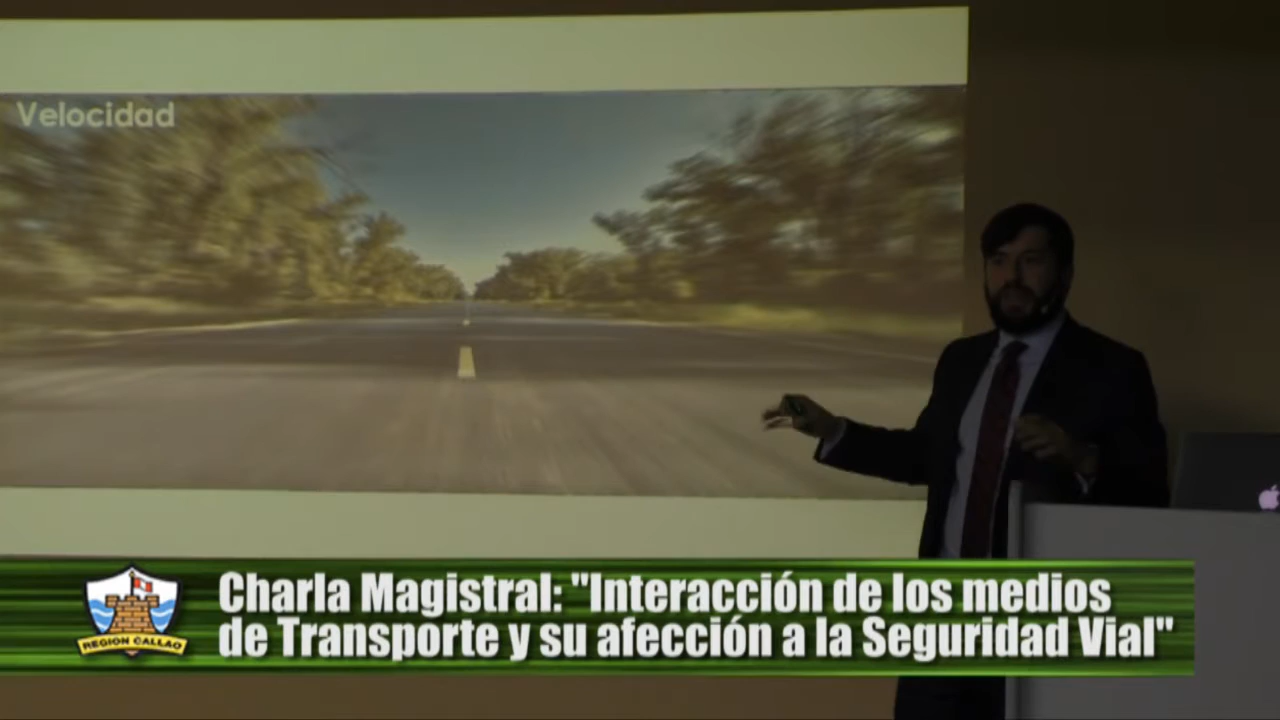 Velocidad
Charla Magistral: "Interacción de los medios
de Transporte y su afección a la Seguridad Vial"
REGION CALLAO